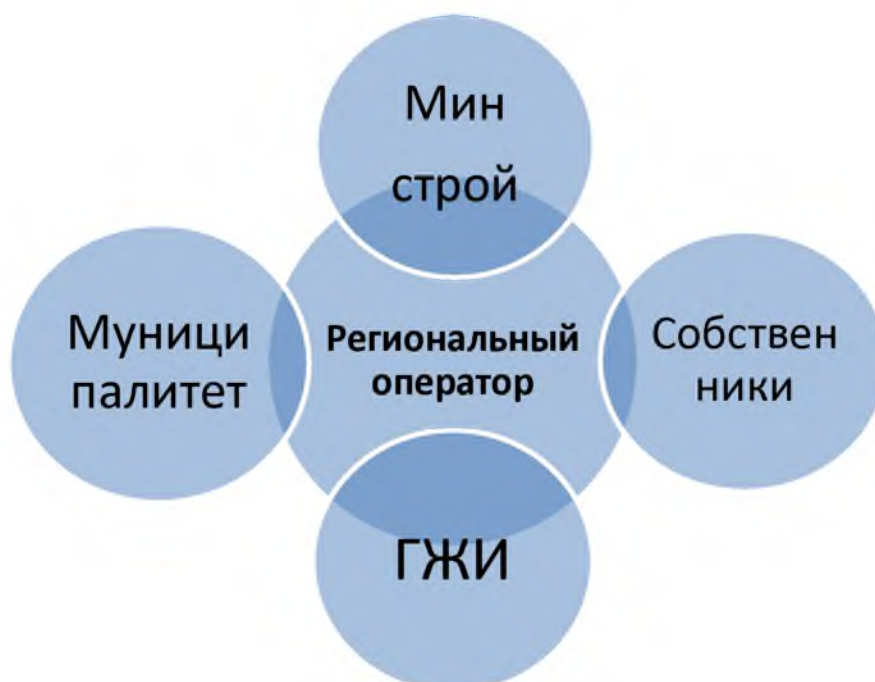 Мин
строй
Муници
палитет
Региональный
оператор
Собствен
ники
ГЖИ